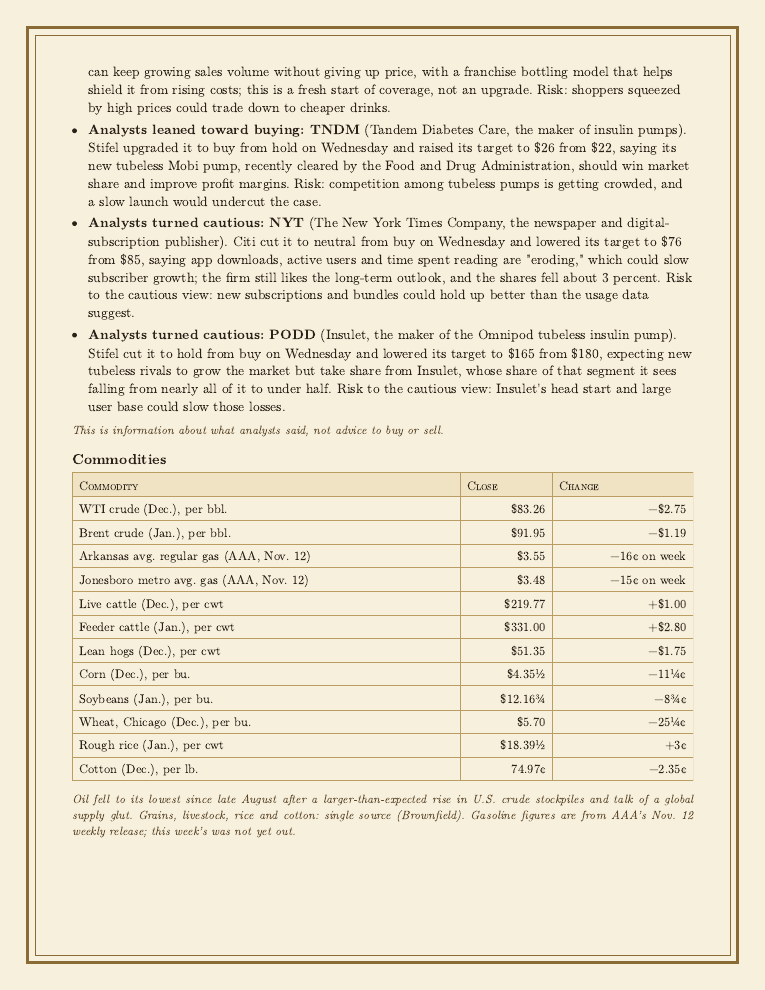 can keep growing sales volume without giving up price, with a franchise bottling model that helps
shield it from rising costs; this is a fresh start of coverage, not an upgrade. Risk: shoppers squeezed
by high prices could trade down to cheaper drinks.
• Analysts leaned toward buying: TNDM (Tandem Diabetes Care, the maker of insulin pumps).
Stifel upgraded it to buy from hold on Wednesday and raised its target to $26 from $22, saying its
new tubeless Mobi pump, recently cleared by the Food and Drug Administration, should win market
share and improve profit margins. Risk: competition among tubeless pumps is getting crowded, and
a slow launch would undercut the case.
• Analysts turned cautious: NYT (The New York Times Company, the newspaper and digital-
subscription publisher). Citi cut it to neutral from buy on Wednesday and lowered its target to $76
from $85, saying app downloads, active users and time spent reading are "eroding," which could slow
subscriber growth; the firm still likes the long-term outlook, and the shares fell about 3 percent. Risk
to the cautious view: new subscriptions and bundles could hold up better than the usage data
suggest.
• Analysts turned cautious: PODD (Insulet, the maker of the Omnipod tubeless insulin pump).
Stifel cut it to hold from buy on Wednesday and lowered its target to $165 from $180, expecting new
tubeless rivals to grow the market but take share from Insulet, whose share of that segment it sees
falling from nearly all of it to under half. Risk to the cautious view: Insulet's head start and large
user base could slow those losses.
This is information about what analysts said, not advice to buy or sell.
Commodities
Commodity Close Change
WTI crude (Dec.), per bbl. $83.26 −$2.75
Brent crude (Jan.), per bbl. $91.95 −$1.19
Arkansas avg. regular gas (AAA, Nov. 12) $3.55 −16¢ on week
Jonesboro metro avg. gas (AAA, Nov. 12) $3.48 −15¢ on week
Live cattle (Dec.), per cwt $219.77 +$1.00
Feeder cattle (Jan.), per cwt $331.00 +$2.80
Lean hogs (Dec.), per cwt $51.35 −$1.75
Corn (Dec.), per bu. $4.35½ −11¼¢
Soybeans (Jan.), per bu. $12.16¾ −8¾¢
Wheat, Chicago (Dec.), per bu. $5.70 −25¼¢
Rough rice (Jan.), per cwt $18.39½ +3¢
Cotton (Dec.), per lb. 74.97¢ −2.35¢
Oil fell to its lowest since late August after a larger-than-expected rise in U.S. crude stockpiles and talk of a global
supply glut. Grains, livestock, rice and cotton: single source (Brownfield). Gasoline figures are from AAA's Nov. 12
weekly release; this week's was not yet out.